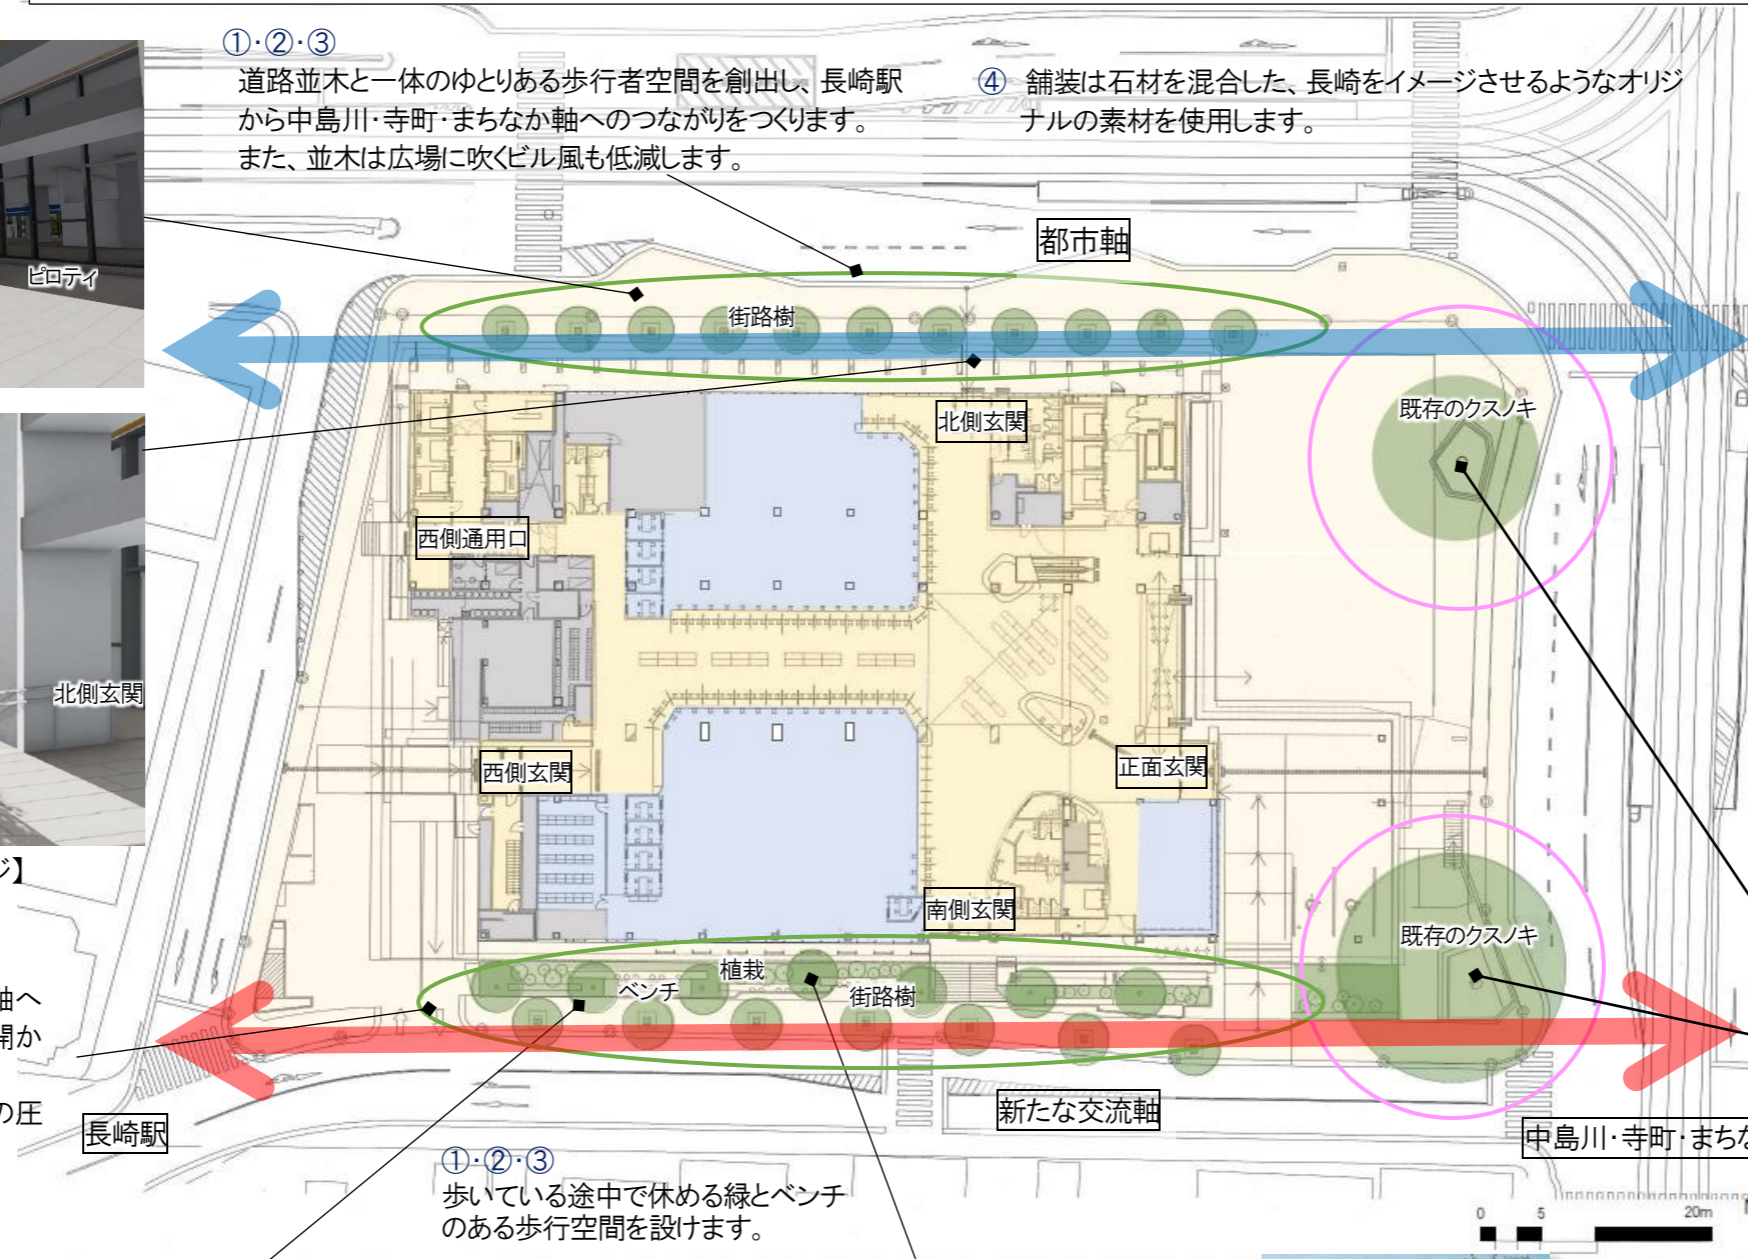 ①・②・③
道路並木と一体のゆとりある歩行者空間を創出し、長崎駅
から中島川・寺町・まちなか軸へのつながりをつくります。
また、並木は広場に吹くビル風も低減します。
④ 舗装は石材を混合した、長崎をイメージさせるようなオリジ
ナルの素材を使用します。
都市軸
ピロティ
街路樹
北側玄関
既存のクスノキ
西側通用口
北側玄関
西側玄関
正面玄関
ジ】
南側玄関
既存のクスノキ
植栽
ベンチ
街路樹
軸へ
開か
の圧
長崎駅
新たな交流軸
中島川・寺町・まちな
①・②・③
歩いている途中で休める緑とベンチ
のある歩行空間を設けます。
0 5 20m